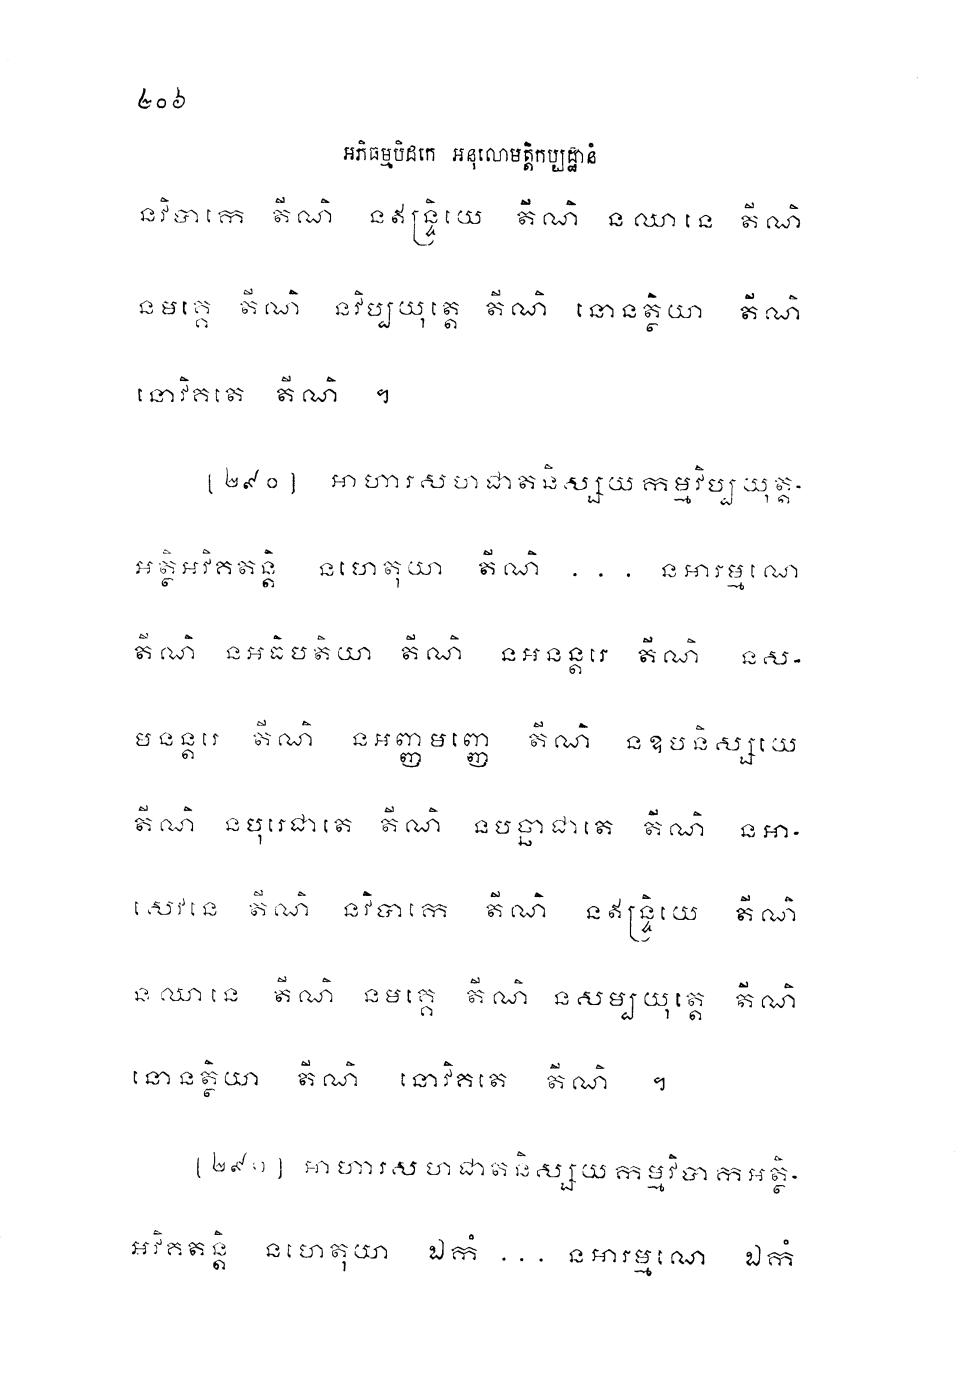 ៤០៦
អភិធម្មបិដកេ អនុលោមត្តិកប្បដ្ឋានំ
នវិបាកេ តីណិ នឥន្ទ្រិយេ តីណិ នឈានេ តីណិ
នមគ្គេ តីណិ នវិប្បយុត្តេ តីណិ នោនត្ថិយា តីណិ
នោវិគតេ តីណិ ។
[២៩០] អាហារសហជាតនិស្សយកម្មវិប្បយុត្ត-
អត្ថិអវិគតន្តិ នហេតុយា តីណិ ... នអារម្មណេ
តីណិ នអធិបតិយា តីណិ នអនន្តរេ តីណិ នស-
មនន្តរេ តីណិ នអញ្ញមញ្ញេ តីណិ នឧបនិស្សយេ
តីណិ នបុរេជាតេ តីណិ នបច្ឆាជាតេ តីណិ នអា-
សេវនេ តីណិ នវិបាកេ តីណិ នឥន្ទ្រិយេ តីណិ
នឈានេ តីណិ នមគ្គេ តីណិ នសម្បយុត្តេ តីណិ
នោនត្ថិយា តីណិ នោវិគតេ តីណិ ។
[២៩១] អាហារសហជាតនិស្សយកម្មវិបាកអត្ថិ-
អវិគតន្តិ នហេតុយា ឯកំ ... នអារម្មណេ ឯកំ